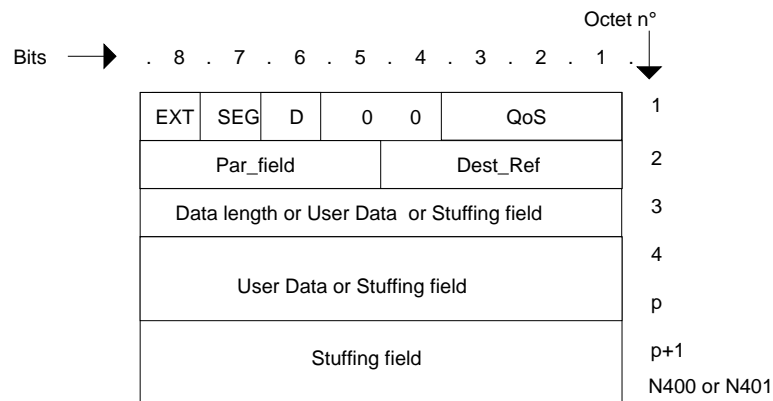 Octet n°
Bits . 8 . 7 . 6 . 5 . 4 . 3 . 2 . 1 .
EXT SEG D 0 0 QoS 1
Par_field Dest_Ref 2
Data length or User Data or Stuffing field 3
4
User Data or Stuffing field
p
Stuffing field p+1
N400 or N401